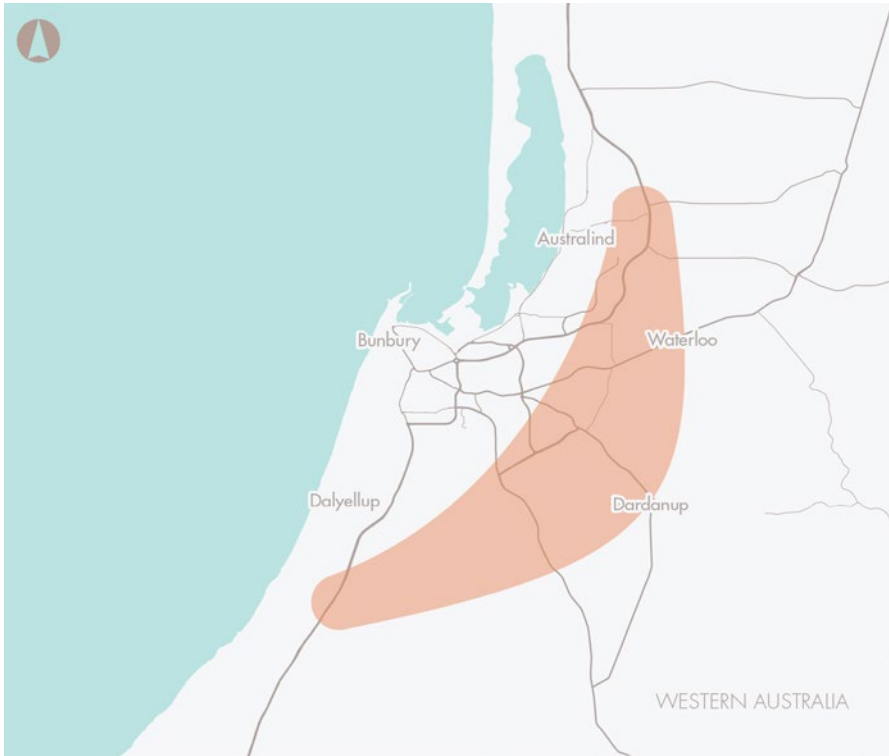 Australind
Bunbury
Waterloo
Dalyellup
Dardanup
WESTERN AUSTRALIA